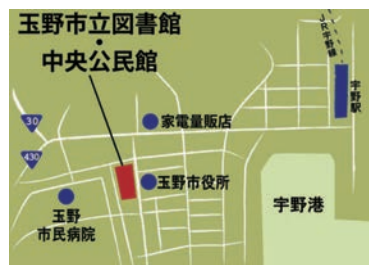 玉野市立図書館
・
中央公民館
JR宇野線
30
家電量販店
宇野駅
430
玉野市役所
玉野
市民病院
宇野港